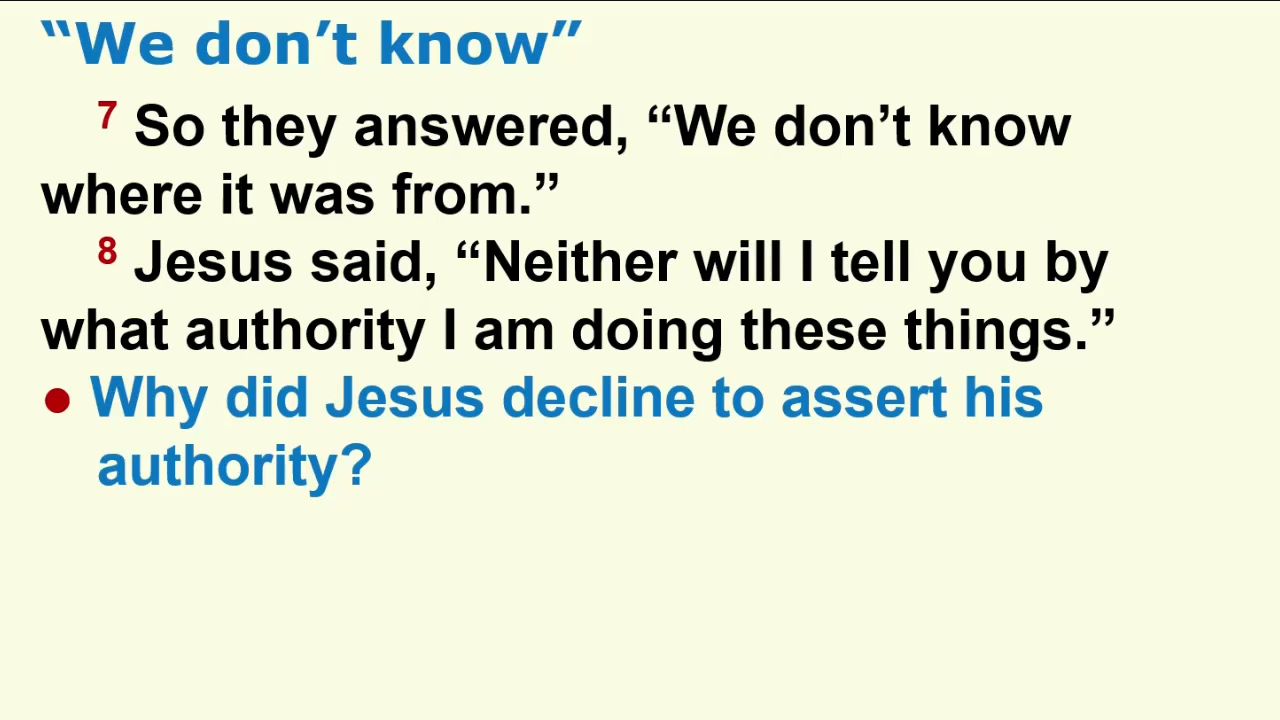 “We don’t know”
7 So they answered, “We don’t know
where it was from.”
8 Jesus said, “Neither will I tell you by
what authority I am doing these things.”
● Why did Jesus decline to assert his
authority?